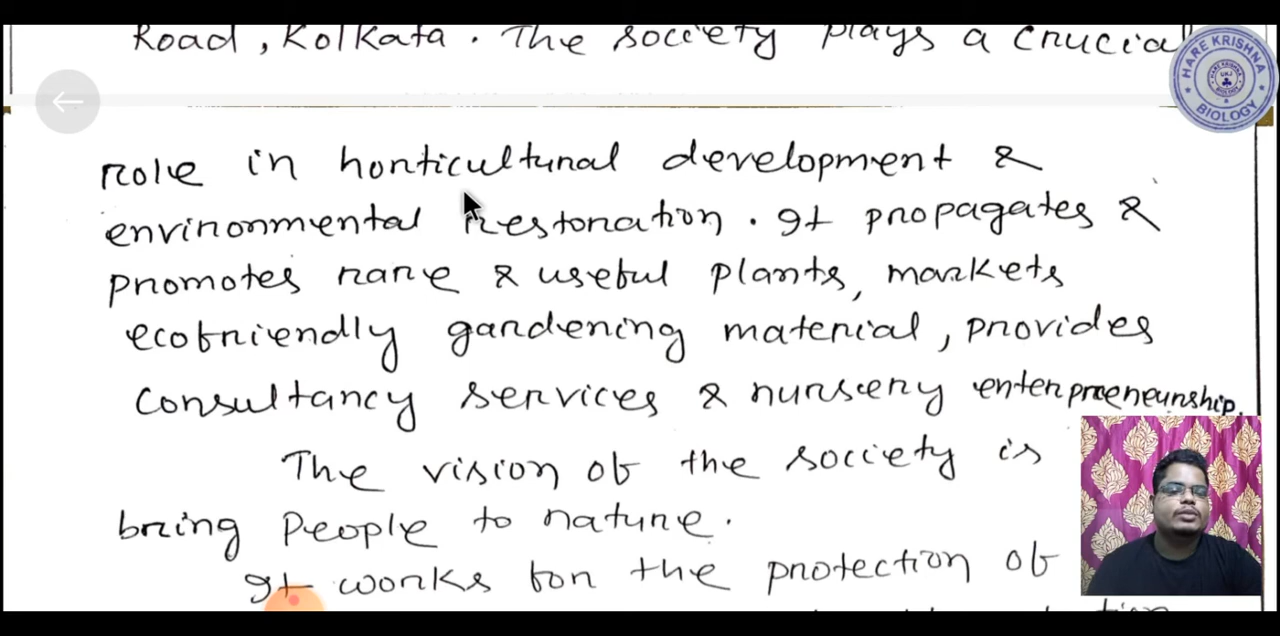 Road, Kolkata. The society plays a crucial
role in horticultural development &
environmental restoration. It propagates &
promotes rare & useful plants, markets
ecofriendly gardening material, provides
consultancy services & nursery enterpreeneurship.
The vision of the society is
bring people to nature.
It works for the protection of
HARE KRISHNA
BIOLOGY